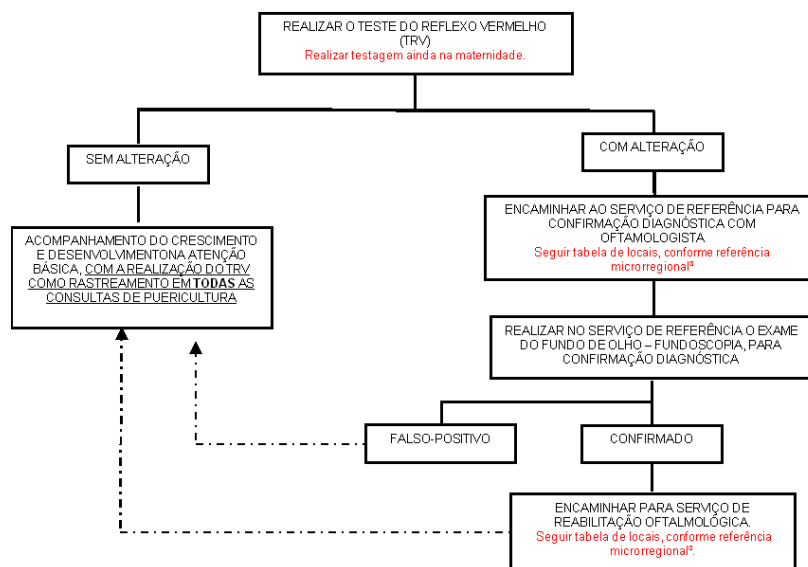 REALIZAR O TESTE DO REFLEXO VERMELHO
(TRV)
Realizar testagem ainda na maternidade.
SEM ALTERAÇÃO
COM ALTERAÇÃO
ACOMPANHAMENTO DO CRESCIMENTO
E DESENVOLVIMENTONA ATENÇÃO
BÁSICA, COM A REALIZAÇÃO DO TRV
COMO RASTREAMENTO EM TODAS AS
CONSULTAS DE PUERICULTURA
ENCAMINHAR AO SERVIÇO DE REFERÊNCIA PARA
CONFIRMAÇÃO DIAGNÓSTICA COM
OFTAMOLOGISTA
Seguir tabela de locais, conforme referência
microrregional³
REALIZAR NO SERVIÇO DE REFERÊNCIA O EXAME
DO FUNDO DE OLHO – FUNDOSCOPIA, PARA
CONFIRMAÇÃO DIAGNÓSTICA
FALSO-POSITIVO
CONFIRMADO
ENCAMINHAR PARA SERVIÇO DE
REABILITAÇÃO OFTALMOLÓGICA.
Seguir tabela de locais, conforme referência
microrregional³.